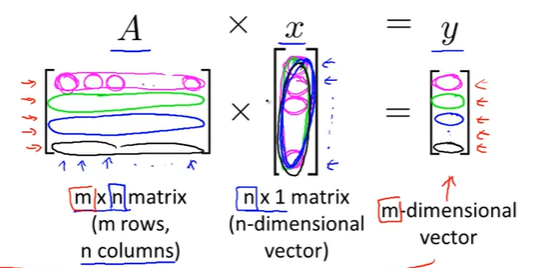 A × x = y
× =
m x n matrix
(m rows,
n columns)
n x 1 matrix
(n-dimensional
vector)
m-dimensional
vector